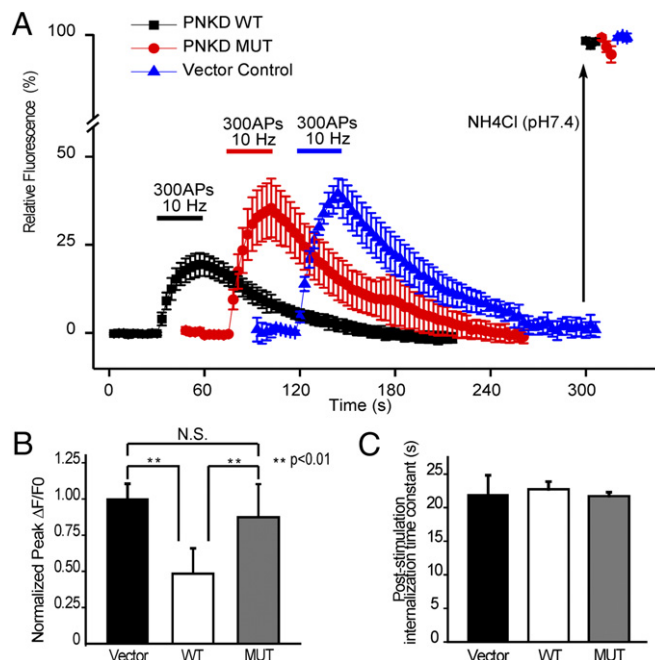 A
PNKD WT
PNKD MUT
Vector Control
100
50
25
0
Relative Fluorescence (%)
300APs
10 Hz
300APs
10 Hz
300APs
10 Hz
NH4Cl (pH7.4)
0 60 120 180 240 300
Time (s)
B
N.S.
** ** ** p<0.01
1.25
1.00
0.75
0.50
0.00
Normalized Peak ΔF/F0
Vector WT MUT
C
Post-stimulation
internalization time constant (s)
25
20
15
10
5
0
Vector WT MUT